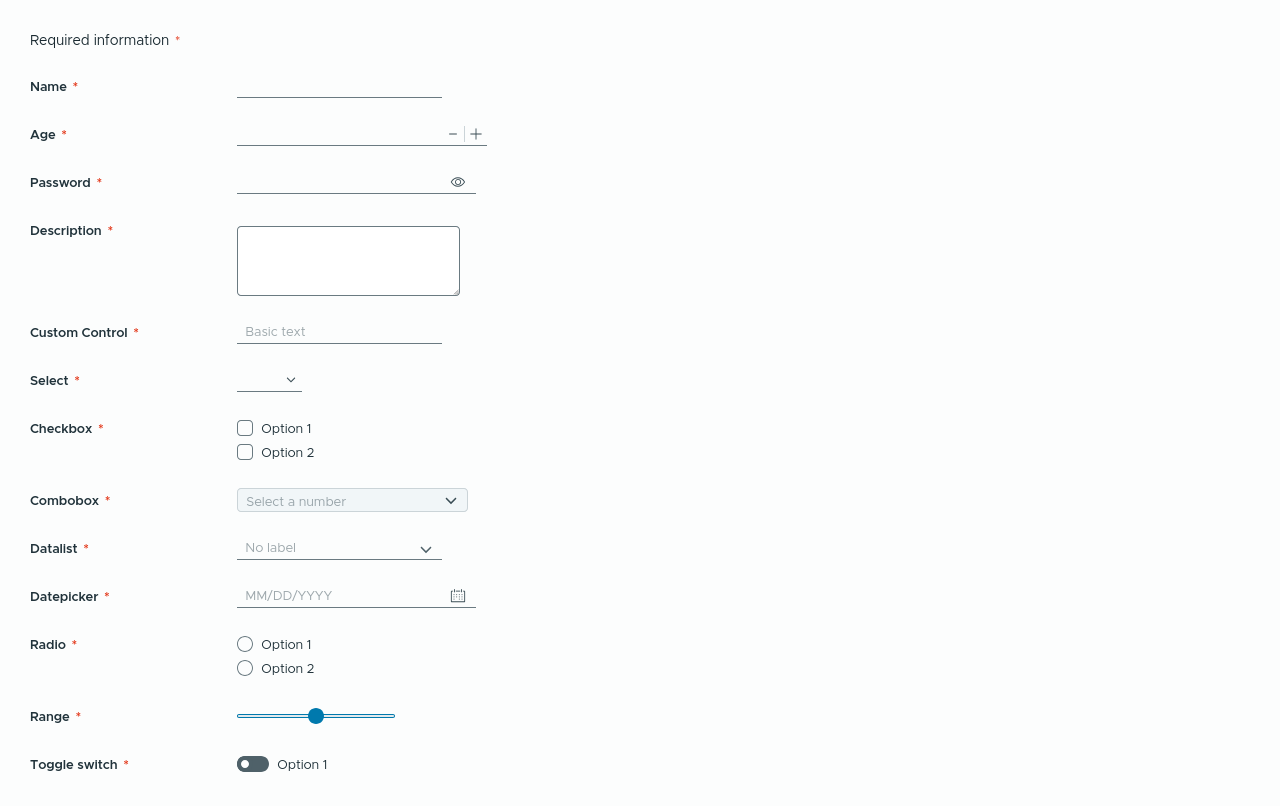 Required information *
Name *
Age *
Password *
Description *
Custom Control * Basic text
Select *
Checkbox * Option 1
Option 2
Combobox * Select a number
Datalist * No label
Datepicker * MM/DD/YYYY
Radio * Option 1
Option 2
Range *
Toggle switch * Option 1